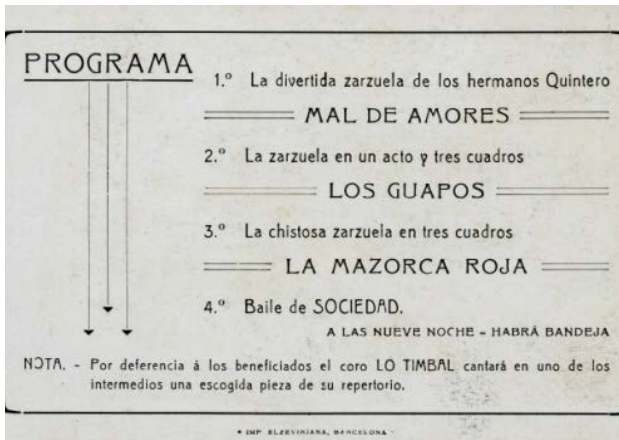 PROGRAMA
1.º La divertida zarzuela de los hermanos Quintero
MAL DE AMORES
2.º La zarzuela en un acto y tres cuadros
LOS GUAPOS
3.º La chistosa zarzuela en tres cuadros
LA MAZORCA ROJA
4.º Baile de SOCIEDAD.
A LAS NUEVE NOCHE - HABRÁ BANDEJA
NOTA. - Por deferencia á los beneficiados el coro LO TIMBAL cantará en uno de los
intermedios una escogida pieza de su repertorio.
IMP ELZEVIRIANA, BARCELONA